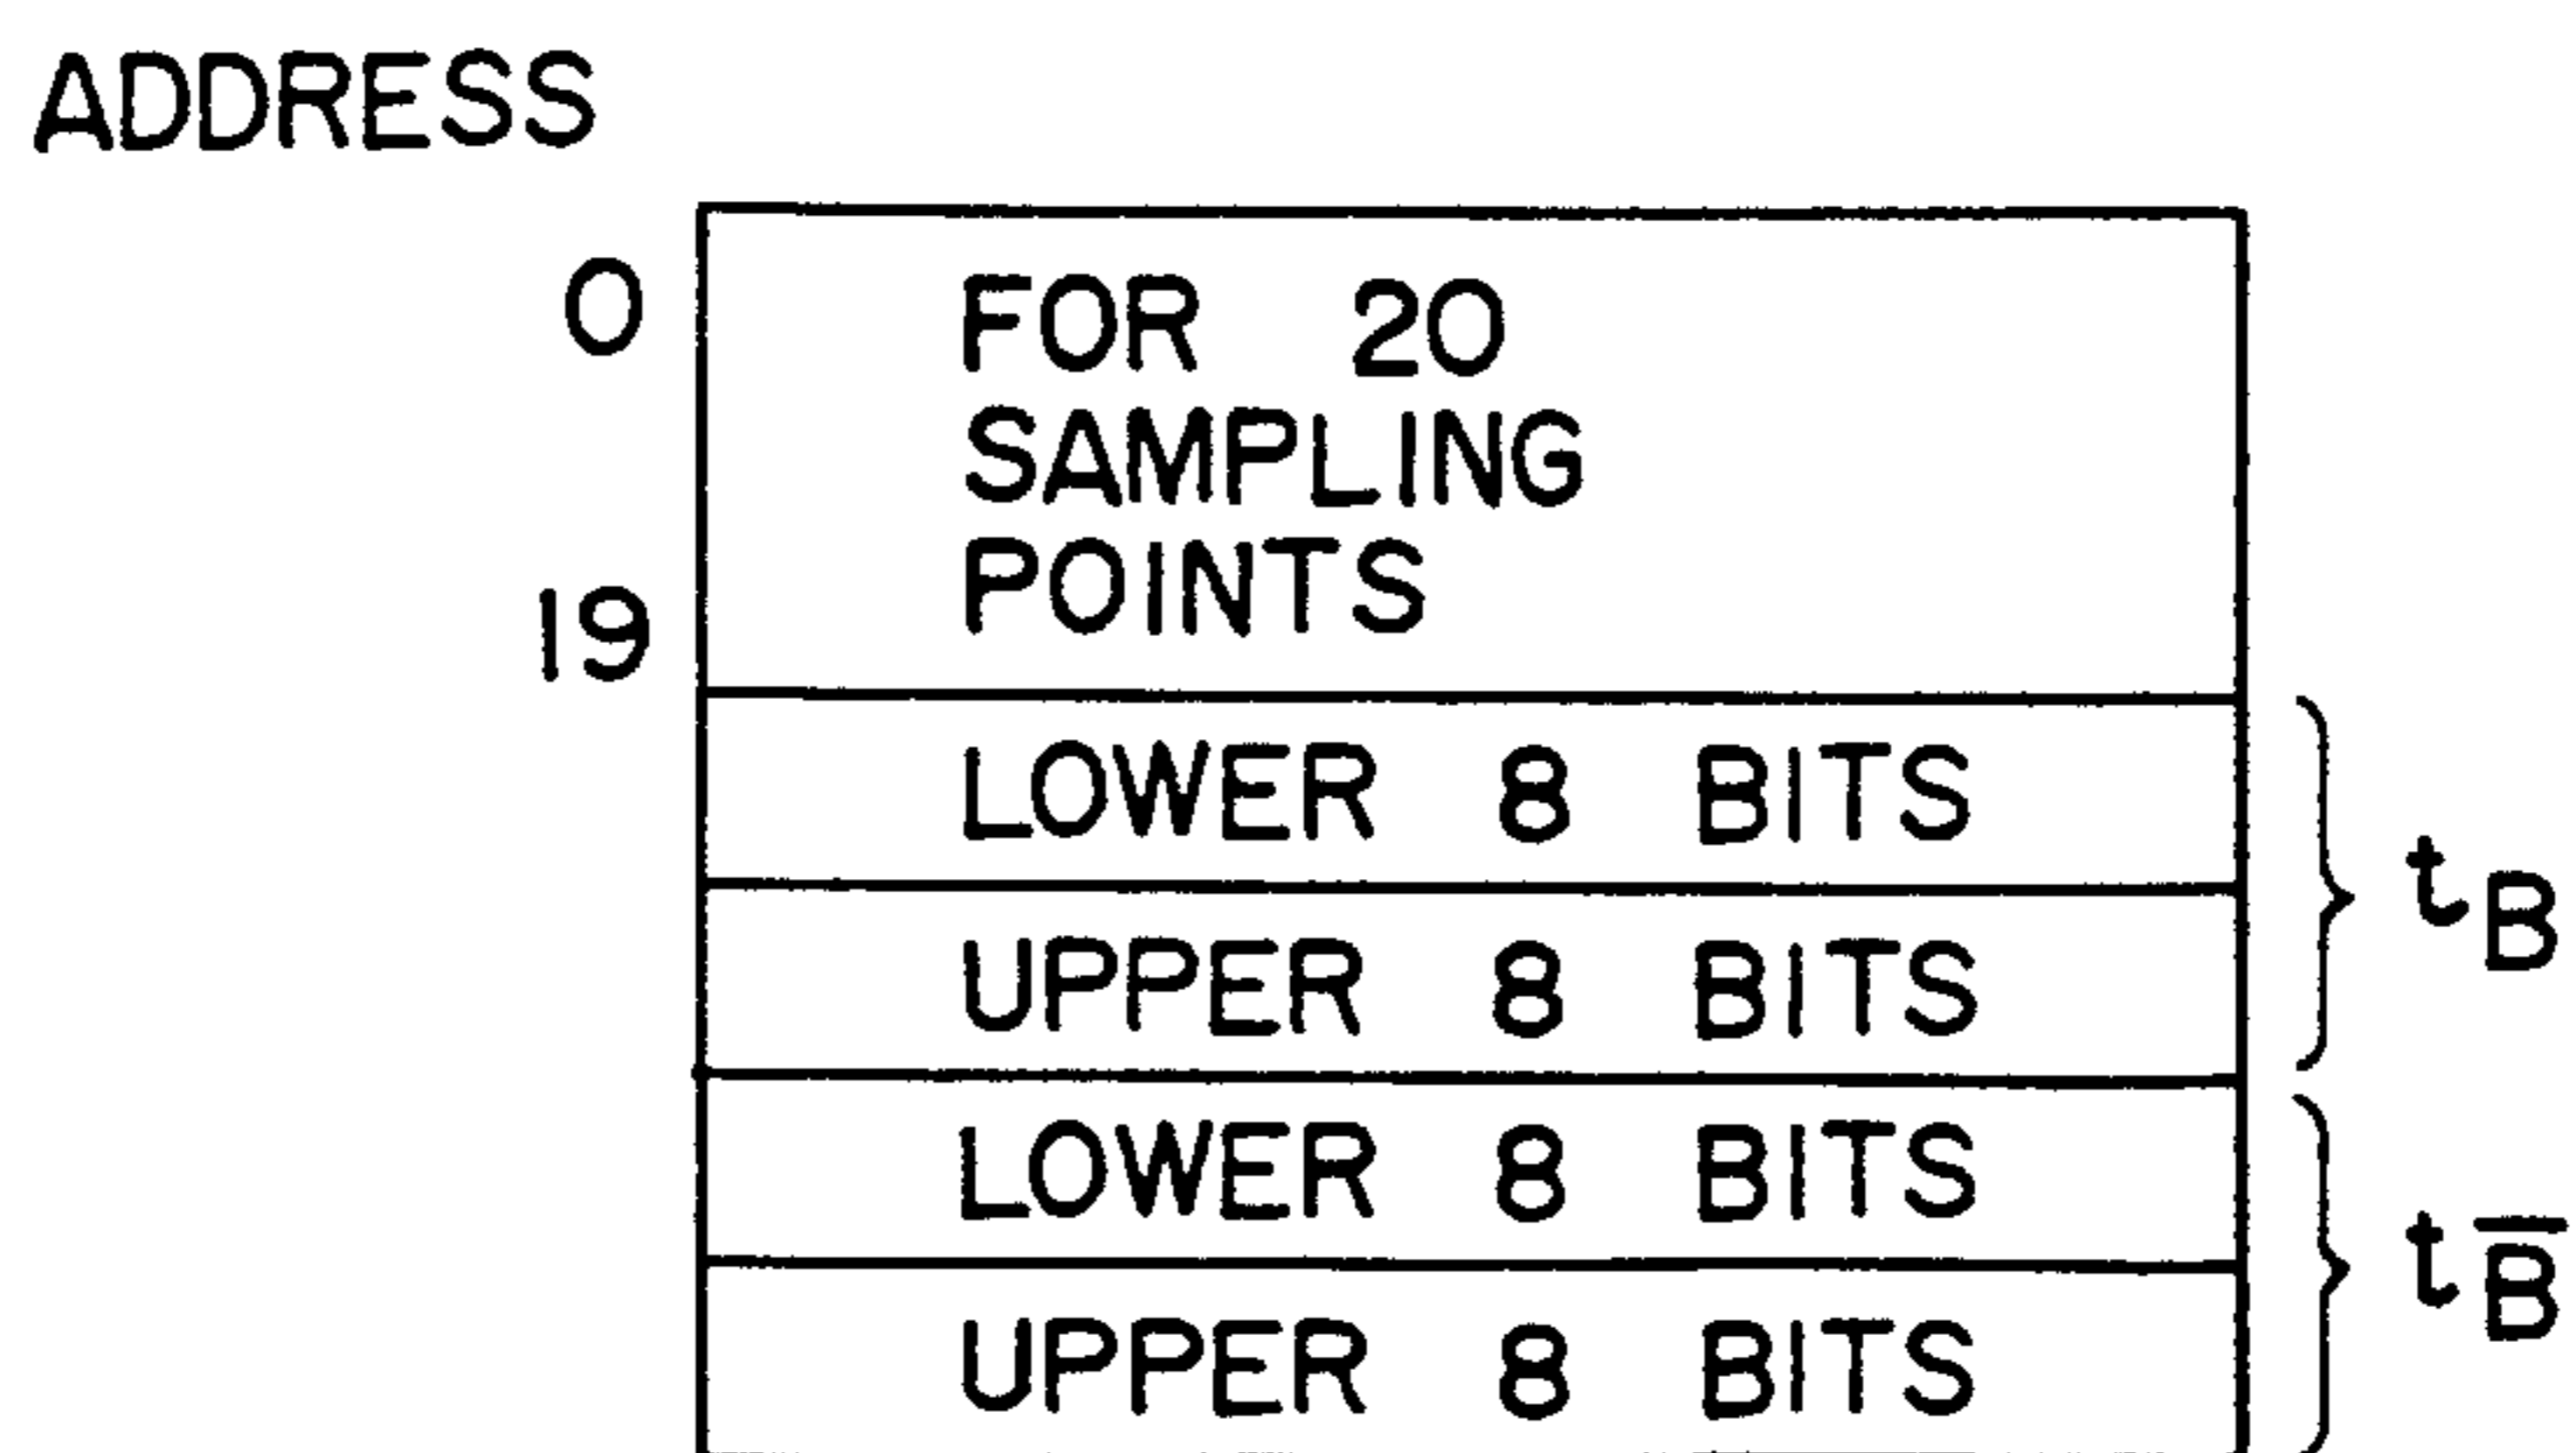 ADDRESS
0
FOR 20
SAMPLING
POINTS
19
LOWER 8 BITS
UPPER 8 BITS
tB
LOWER 8 BITS
UPPER 8 BITS
tB̅